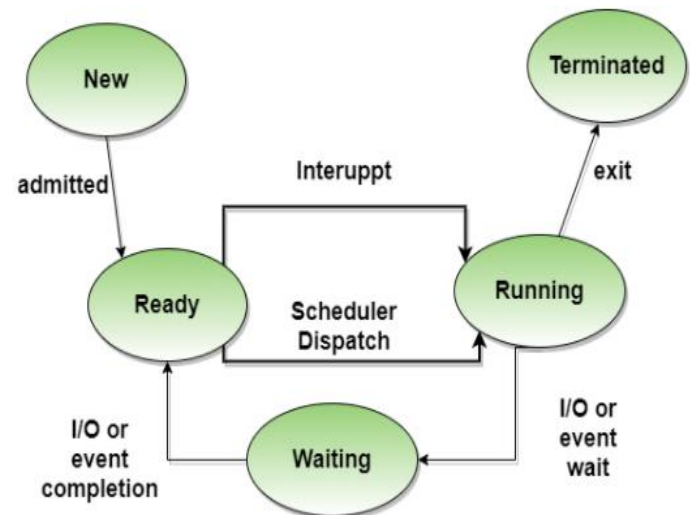 New
Terminated
admitted
Interuppt
exit
Ready
Running
Scheduler
Dispatch
I/O or
event
completion
Waiting
I/O or
event
wait